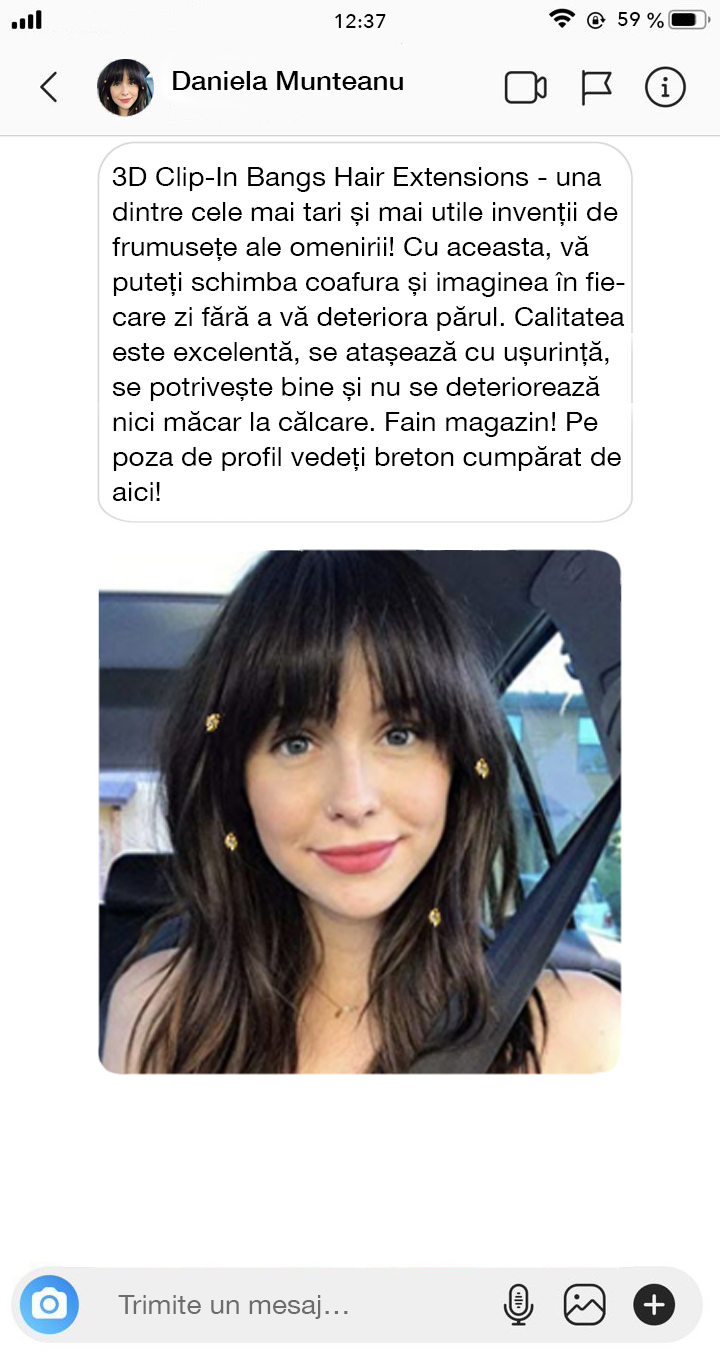 12:37
59 %
Daniela Munteanu
3D Clip-In Bangs Hair Extensions - una
dintre cele mai tari și mai utile invenții de
frumusețe ale omenirii! Cu aceasta, vă
puteți schimba coafura și imaginea în fie-
care zi fără a vă deteriora părul. Calitatea
este excelentă, se atașează cu ușurință,
se potrivește bine și nu se deteriorează
nici măcar la călcare. Fain magazin! Pe
poza de profil vedeți breton cumpărat de
aici!
Trimite un mesaj...